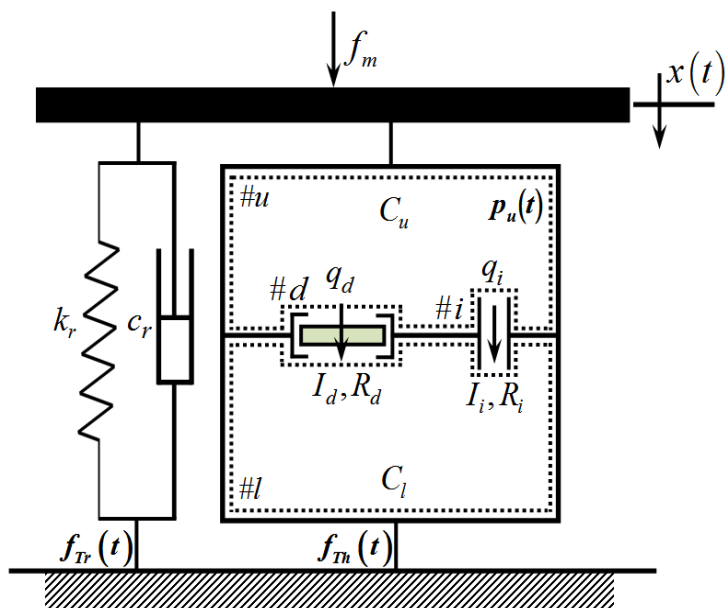 f_m
x(t)
#u
C_u
p_u(t)
q_d
q_i
#d
#i
k_r
c_r
I_d, R_d
I_i, R_i
#l
C_l
f_Tr(t)
f_Th(t)